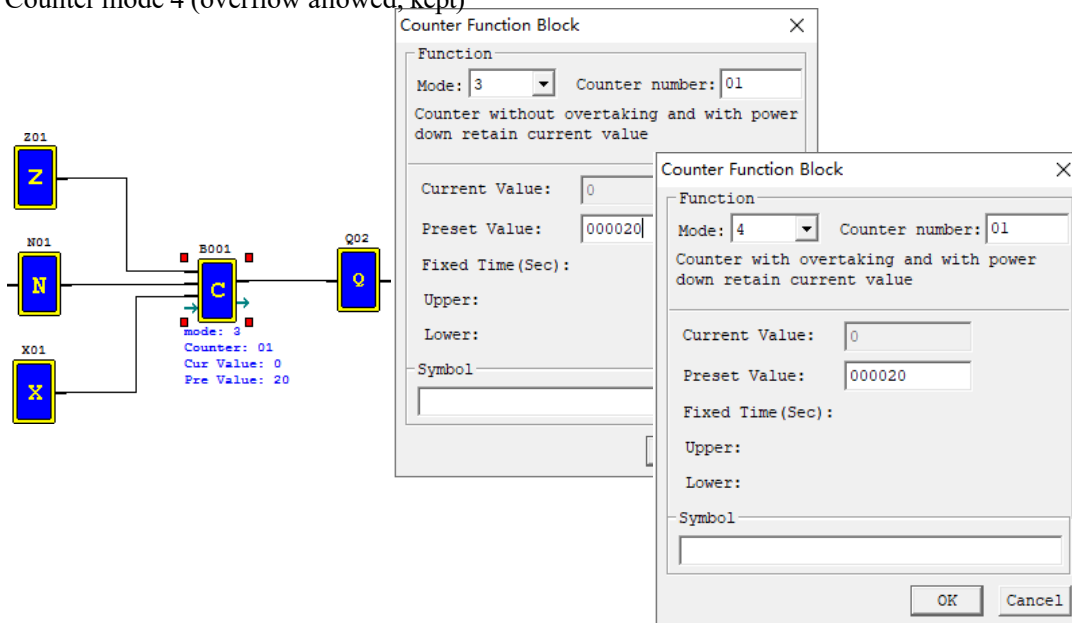 Counter mode 4 (overflow allowed, kept)
Z01
Z
N01
N
X01
X
B001
C
mode: 3
Counter: 01
Cur Value: 0
Pre Value: 20
Q02
Q
Counter Function Block
Function
Mode: 3 Counter number: 01
Counter without overtaking and with power
down retain current value
Current Value: 0
Preset Value: 000020
Fixed Time(Sec):
Upper:
Lower:
Symbol
Counter Function Block
Function
Mode: 4 Counter number: 01
Counter with overtaking and with power
down retain current value
Current Value: 0
Preset Value: 000020
Fixed Time(Sec):
Upper:
Lower:
Symbol
OK Cancel